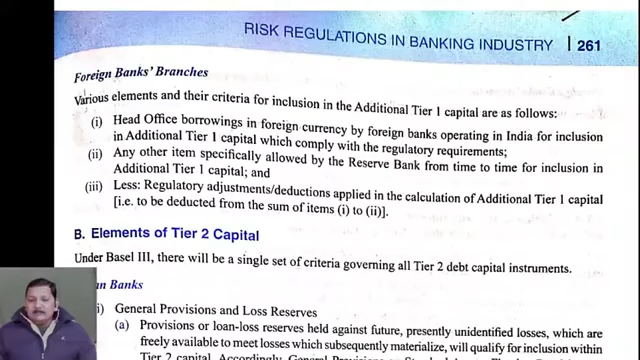 RISK REGULATIONS IN BANKING INDUSTRY | 261
Foreign Banks' Branches
Various elements and their criteria for inclusion in the Additional Tier 1 capital are as follows:
(i) Head Office borrowings in foreign currency by foreign banks operating in India for inclusion
in Additional Tier 1 capital which comply with the regulatory requirements;
(ii) Any other item specifically allowed by the Reserve Bank from time to time for inclusion in
Additional Tier 1 capital; and
(iii) Less: Regulatory adjustments/deductions applied in the calculation of Additional Tier 1 capital
[i.e. to be deducted from the sum of items (i) to (ii)].
B. Elements of Tier 2 Capital
Under Basel III, there will be a single set of criteria governing all Tier 2 debt capital instruments.
Banks
General Provisions and Loss Reserves
(a) Provisions or loan-loss reserves held against future, presently unidentified losses, which are
freely available to meet losses which subsequently materialize, will qualify for inclusion within
Tier 2 capital. Accordingly, General Provisions on